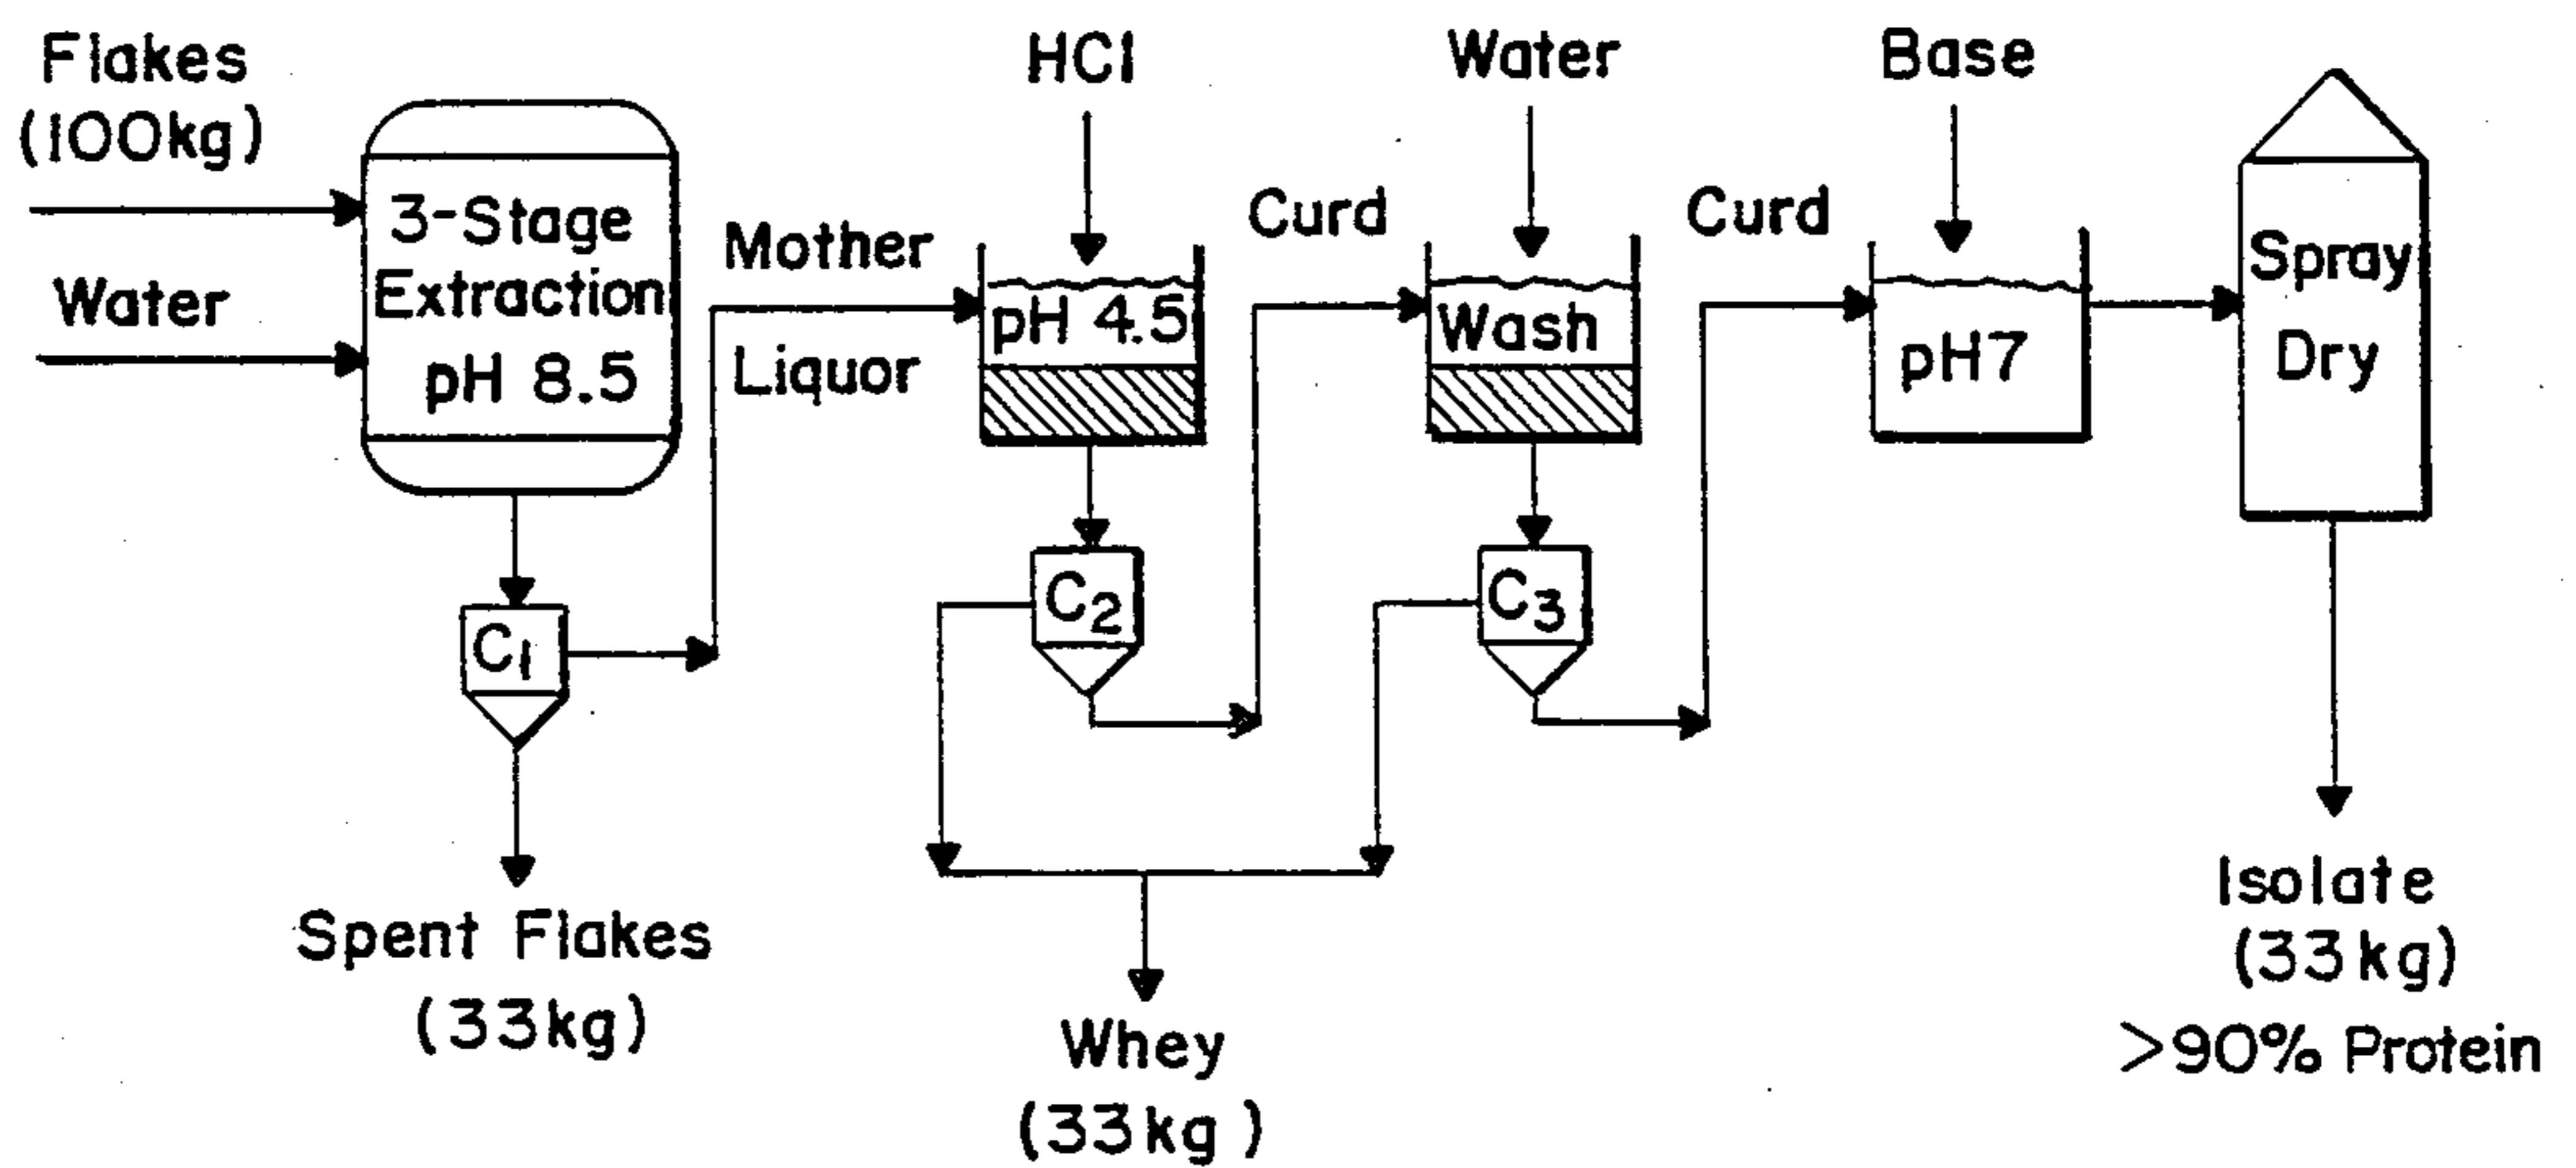 Flakes
(100kg)
Water
3-Stage
Extraction
pH 8.5
C1
Spent Flakes
(33kg)
Mother
Liquor
HCl
pH 4.5
C2
Curd
Water
Wash
C3
Whey
(33kg )
Curd
Base
pH7
Spray
Dry
Isolate
(33kg)
>90% Protein